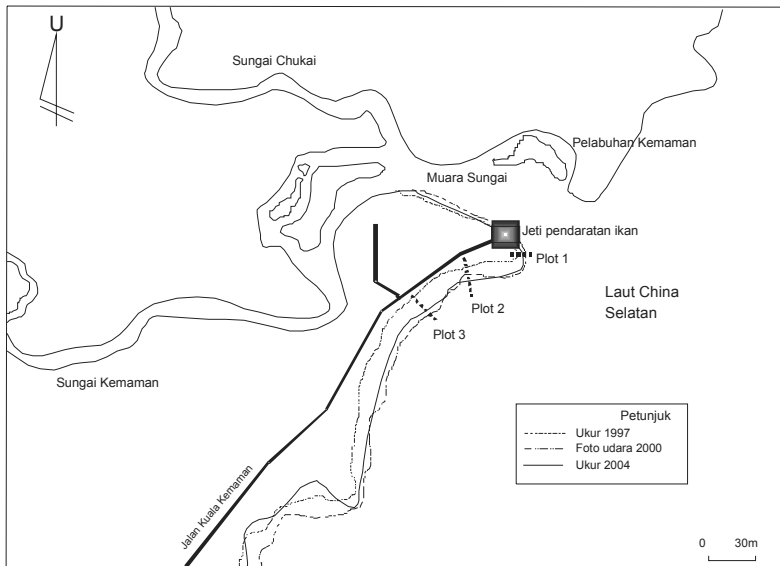 U
Sungai Chukai
Pelabuhan Kemaman
Muara Sungai
Jeti pendaratan ikan
Plot 1
Plot 2
Plot 3
Laut China
Selatan
Sungai Kemaman
Jalan Kuala Kemaman
Petunjuk
Ukur 1997
Foto udara 2000
Ukur 2004
0 30m